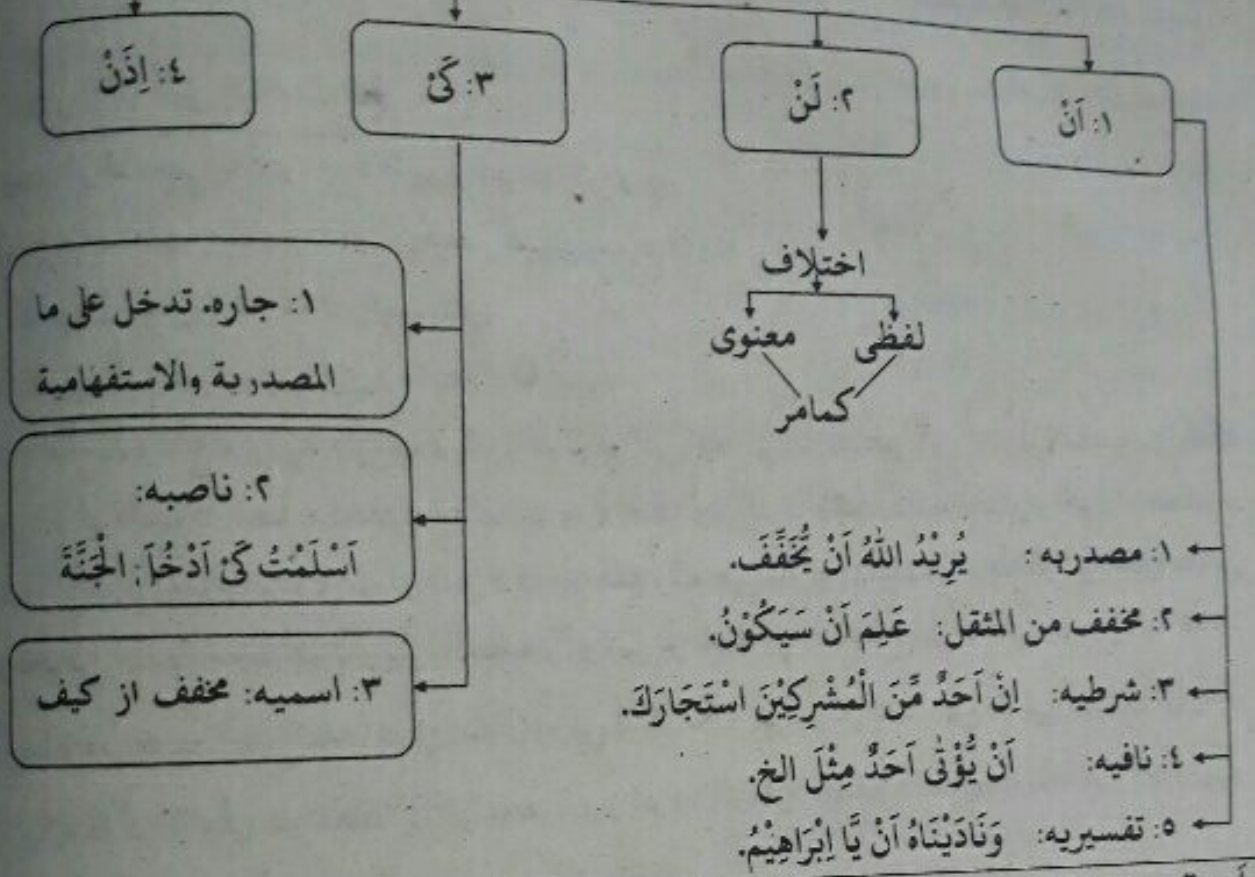 ١: اَنْ
٢: لَنْ
٣: كَىْ
٤: اِذَنْ
اختلاف
لفظى
معنوى
كمامر
١: مصدريه: يُرِيْدُ اللهُ اَنْ يُّخَفِّفَ.
٢: مخفف من المثقل: عَلِمَ اَنْ سَيَكُوْنُ.
٣: شرطيه: اِنْ اَحَدٌ مِّنَ الْمُشْرِكِيْنَ اسْتَجَارَكَ.
٤: نافيه: اَنْ يُّؤْتٰى اَحَدٌ مِثْلَ الخ.
٥: تفسيريه: وَنَادَيْنَاهُ اَنْ يَّا اِبْرَاهِيْمُ.
١: جاره. تدخل على ما
المصدرية والاستفهامية
٢: ناصبه:
اَسْلَمْتُ كَىْ اَدْخُلَ الْجَنَّةَ
٣: اسميه: مخفف از كيف